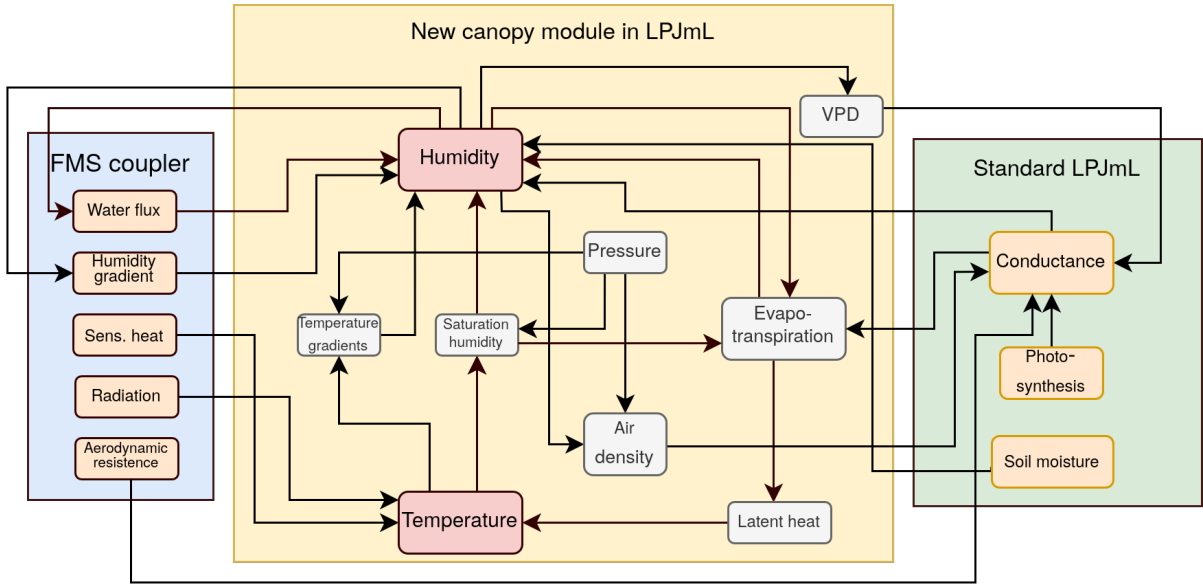 New canopy module in LPJmL
VPD
FMS coupler
Humidity
Standard LPJmL
Water flux
Humidity
gradient
Pressure
Conductance
Sens. heat
Temperature
gradients
Saturation
humidity
Evapo-
transpiration
Radiation
Photo-
synthesis
Aerodynamic
resistence
Air
density
Soil moisture
Temperature
Latent heat